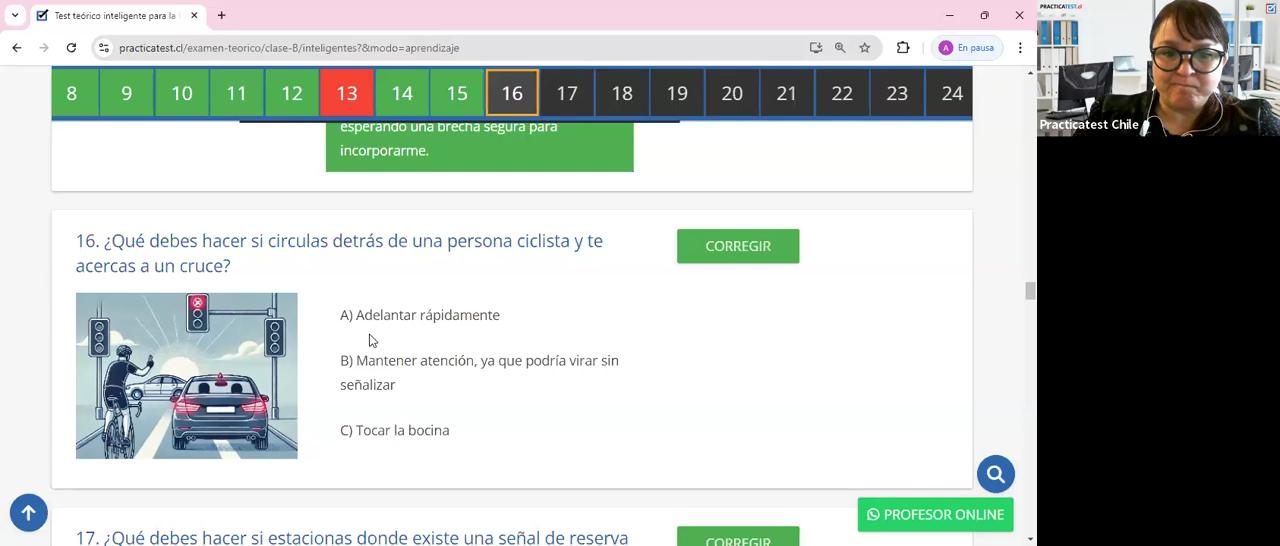 Test teórico inteligente para la
practicatest.cl/examen-teorico/clase-B/inteligentes?&modo=aprendizaje
A
En pausa
PRACTICATEST.cl
Practicatest Chile
8 9 10 11 12 13 14 15 16 17 18 19 20 21 22 23 24
esperando una brecha segura para
incorporarme.
16. ¿Qué debes hacer si circulas detrás de una persona ciclista y te
acercas a un cruce?
CORREGIR
A) Adelantar rápidamente
B) Mantener atención, ya que podría virar sin
señalizar
C) Tocar la bocina
PROFESOR ONLINE
17. ¿Qué debes hacer si estacionas donde existe una señal de reserva
CORREGIR